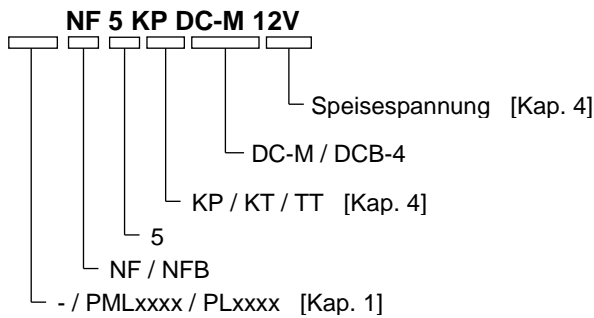 NF 5 KP DC-M 12V
Speisespannung [Kap. 4]
DC-M / DCB-4
KP / KT / TT [Kap. 4]
5
NF / NFB
- / PMLxxxx / PLxxxx [Kap. 1]